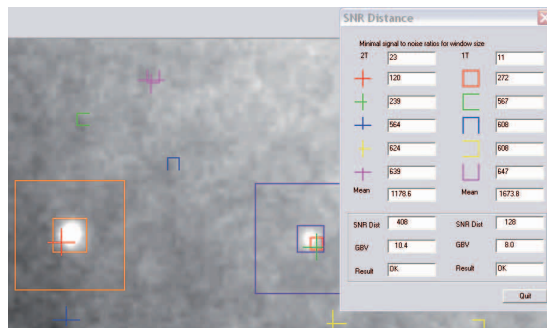 SNR Distance
Minimal signal to noise ratios for window size
2T 23 1T 11
120 272
239 567
564 608
624 608
639 647
Mean 1178.6 Mean 1673.8
SNR Dist 408 SNR Dist 128
GBV 10.4 GBV 8.0
Result OK Result OK
Quit